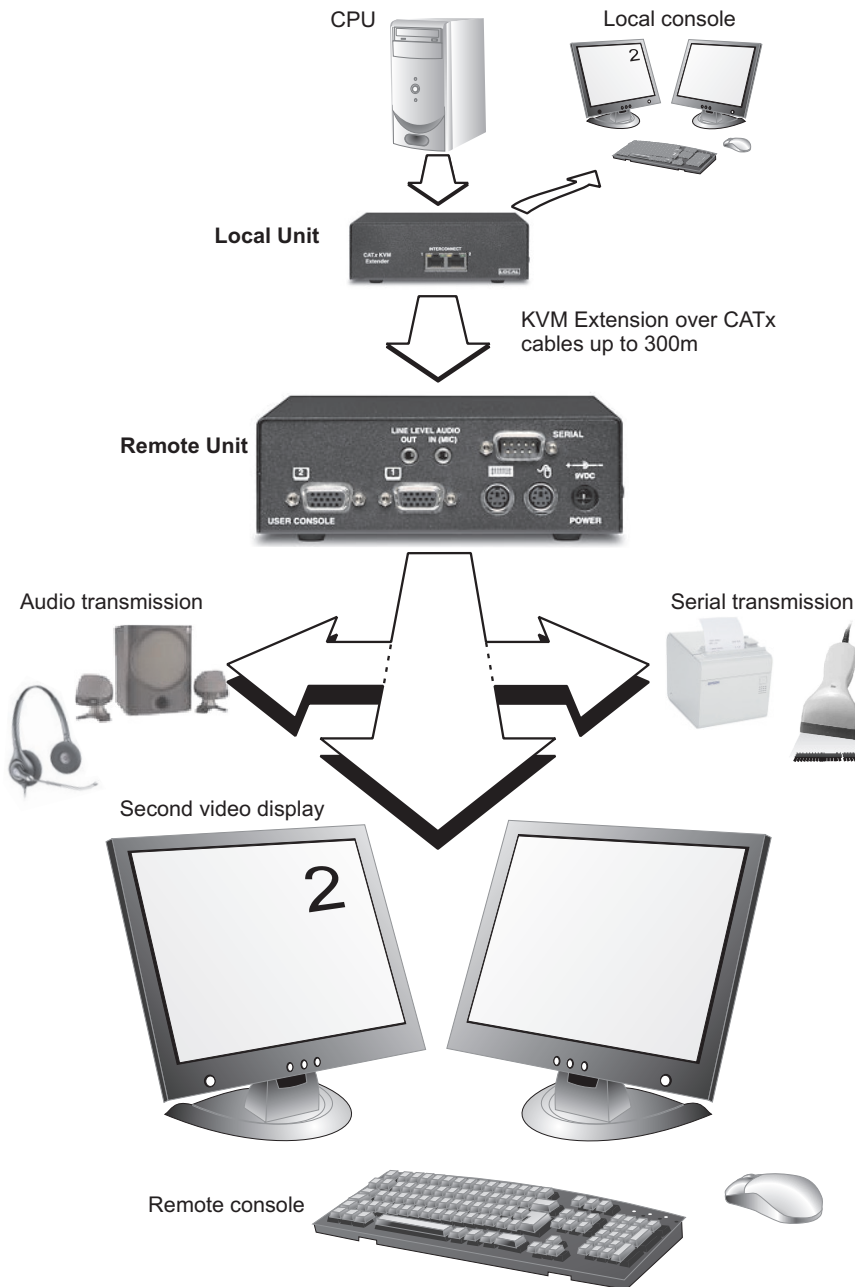 CPU
Local console
2
Local Unit
CAT.x KVM
Extender
INTERCONNECT
LOCAL
KVM Extension over CATx
cables up to 300m
Remote Unit
LINE LEVEL AUDIO
OUT IN (MIC)
SERIAL
2
1
9VDC
USER CONSOLE
POWER
Audio transmission
Serial transmission
Second video display
2
Remote console